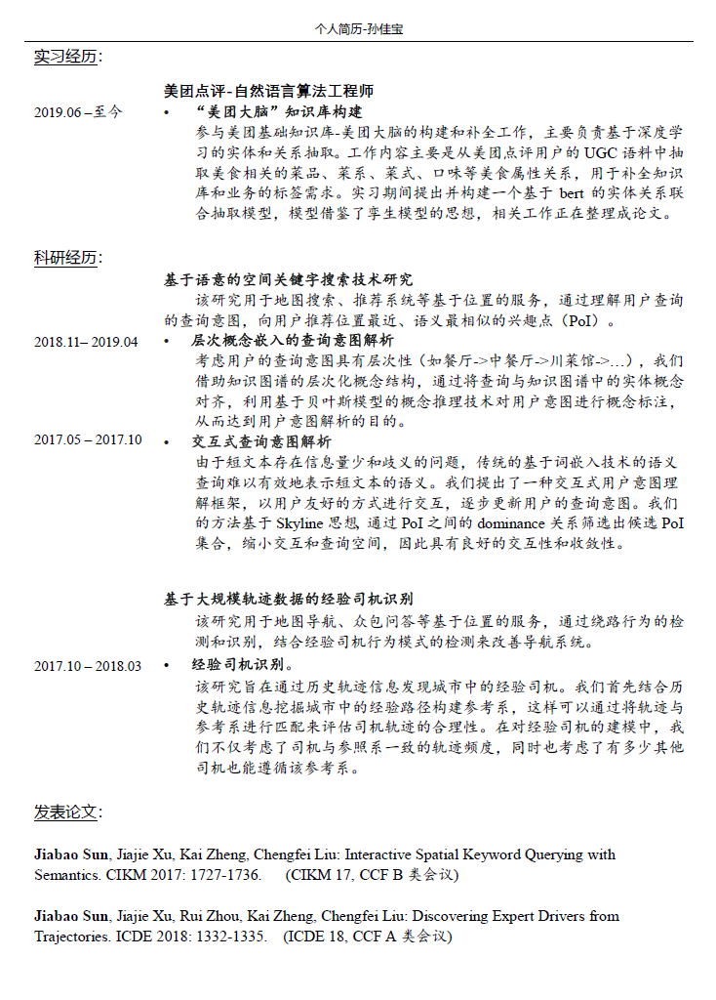 个人简历-孙佳宝
实习经历：
美团点评-自然语言算法工程师
2019.06 –至今 • “美团大脑”知识库构建
参与美团基础知识库-美团大脑的构建和补全工作，主要负责基于深度学
习的实体和关系抽取。工作内容主要是从美团点评用户的 UGC 语料中抽
取美食相关的菜品、菜系、菜式、口味等美食属性关系，用于补全知识
库和业务的标签需求。实习期间提出并构建一个基于 bert 的实体关系联
合抽取模型，模型借鉴了孪生模型的思想，相关工作正在整理成论文。
科研经历：
基于语意的空间关键字搜索技术研究
该研究用于地图搜索、推荐系统等基于位置的服务，通过理解用户查询
的查询意图，向用户推荐位置最近、语义最相似的兴趣点（PoI）。
2018.11– 2019.04 • 层次概念嵌入的查询意图解析
考虑用户的查询意图具有层次性（如餐厅->中餐厅->川菜馆->…），我们
借助知识图谱的层次化概念结构，通过将查询与知识图谱中的实体概念
对齐，利用基于贝叶斯模型的概念推理技术对用户意图进行概念标注，
从而达到用户意图解析的目的。
2017.05 – 2017.10 • 交互式查询意图解析
由于短文本存在信息量少和歧义的问题，传统的基于词嵌入技术的语义
查询难以有效地表示短文本的语义。我们提出了一种交互式用户意图理
解框架，以用户友好的方式进行交互，逐步更新用户的查询意图。我们
的方法基于 Skyline 思想，通过 PoI 之间的 dominance 关系筛选出候选 PoI
集合，缩小交互和查询空间，因此具有良好的交互性和收敛性。
基于大规模轨迹数据的经验司机识别
该研究用于地图导航、众包问答等基于位置的服务，通过绕路行为的检
测和识别，结合经验司机行为模式的检测来改善导航系统。
2017.10 – 2018.03 • 经验司机识别。
该研究旨在通过历史轨迹信息发现城市中的经验司机。我们首先结合历
史轨迹信息挖掘城市中的经验路径构建参考系，这样可以通过将轨迹与
参考系进行匹配来评估司机轨迹的合理性。在对经验司机的建模中，我
们不仅考虑了司机与参照系一致的轨迹频度，同时也考虑了有多少其他
司机也能遵循该参考系。
发表论文：
Jiabao Sun, Jiajie Xu, Kai Zheng, Chengfei Liu: Interactive Spatial Keyword Querying with
Semantics. CIKM 2017: 1727-1736. (CIKM 17, CCF B 类会议)
Jiabao Sun, Jiajie Xu, Rui Zhou, Kai Zheng, Chengfei Liu: Discovering Expert Drivers from
Trajectories. ICDE 2018: 1332-1335. (ICDE 18, CCF A 类会议)